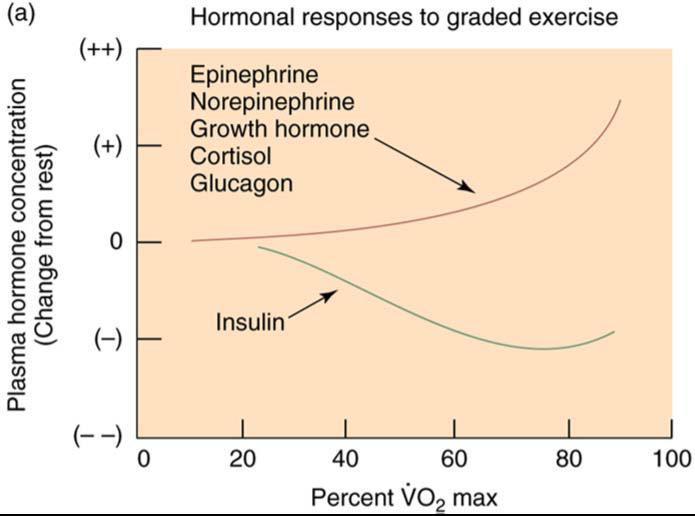 (a)
Hormonal responses to graded exercise
Plasma hormone concentration
(Change from rest)
(++)
(+)
0
(–)
(– –)
Epinephrine
Norepinephrine
Growth hormone
Cortisol
Glucagon
Insulin
0 20 40 60 80 100
Percent V̇O₂ max